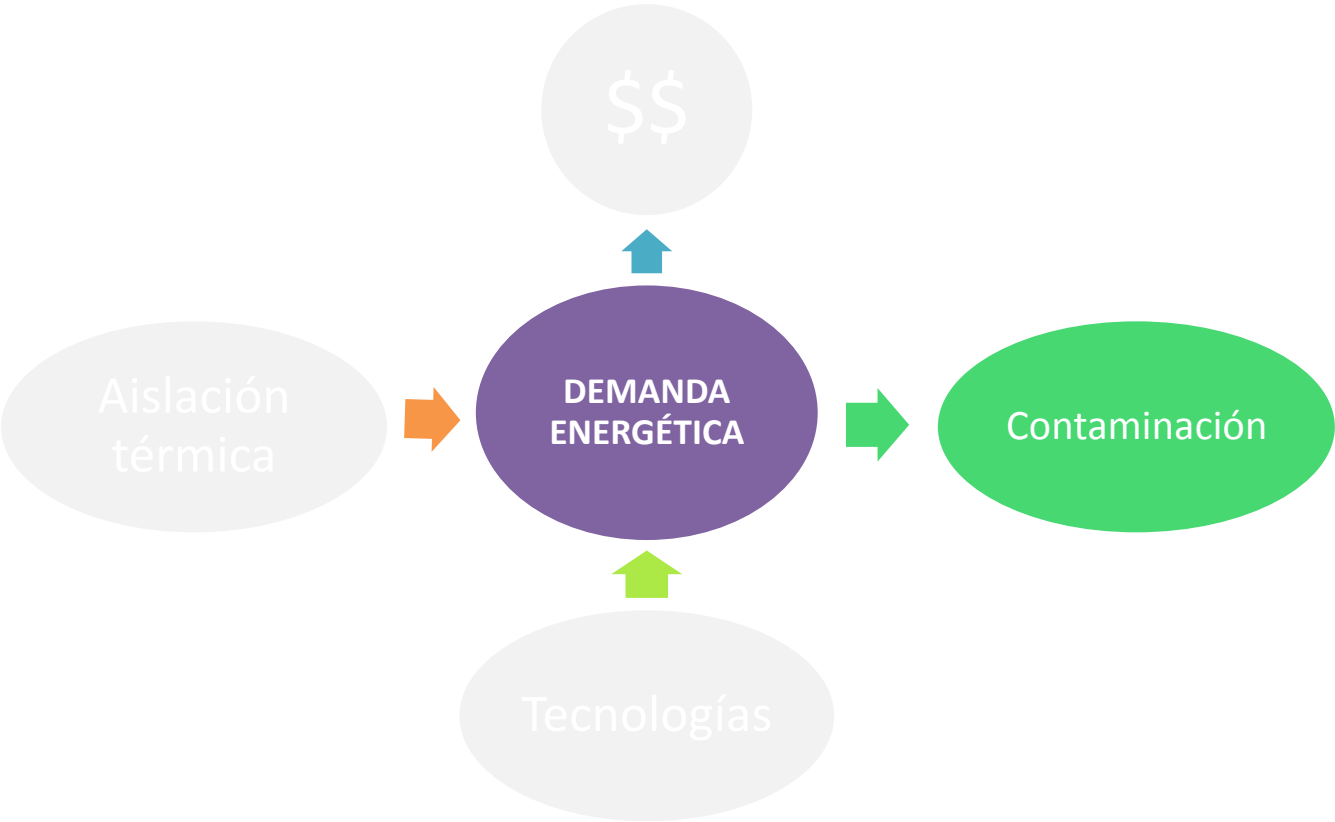 $$
Aislación
térmica
DEMANDA
ENERGÉTICA
Contaminación
Tecnologías